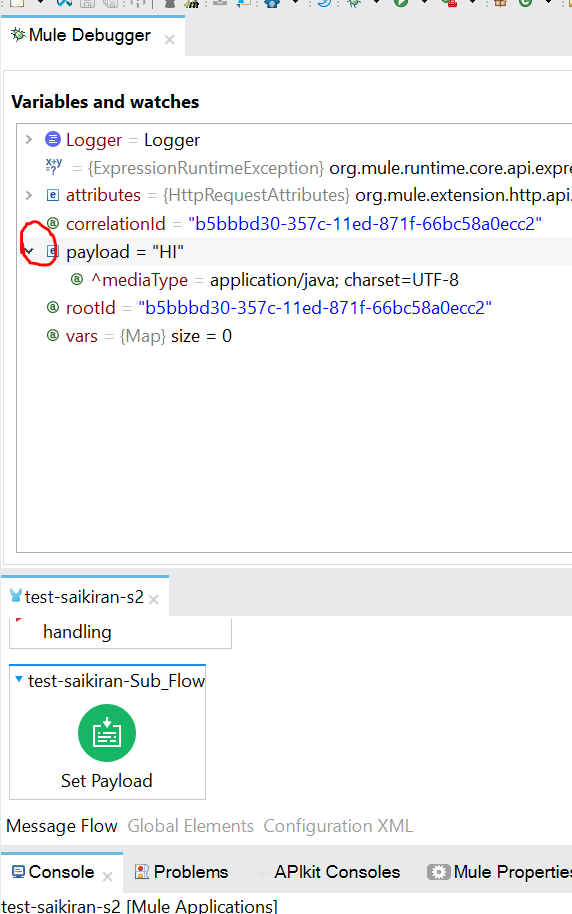 Mule Debugger
Variables and watches
Logger = Logger
x+y =? = {ExpressionRuntimeException} org.mule.runtime.core.api.expre
attributes = {HttpRequestAttributes} org.mule.extension.http.api.
correlationId = "b5bbbd30-357c-11ed-871f-66bc58a0ecc2"
payload = "HI"
^mediaType = application/java; charset=UTF-8
rootId = "b5bbbd30-357c-11ed-871f-66bc58a0ecc2"
vars = {Map} size = 0
test-saikiran-s2
handling
test-saikiran-Sub_Flow
Set Payload
Message Flow Global Elements Configuration XML
Console Problems APIkit Consoles Mule Properties
test-saikiran-s2 [Mule Applications]